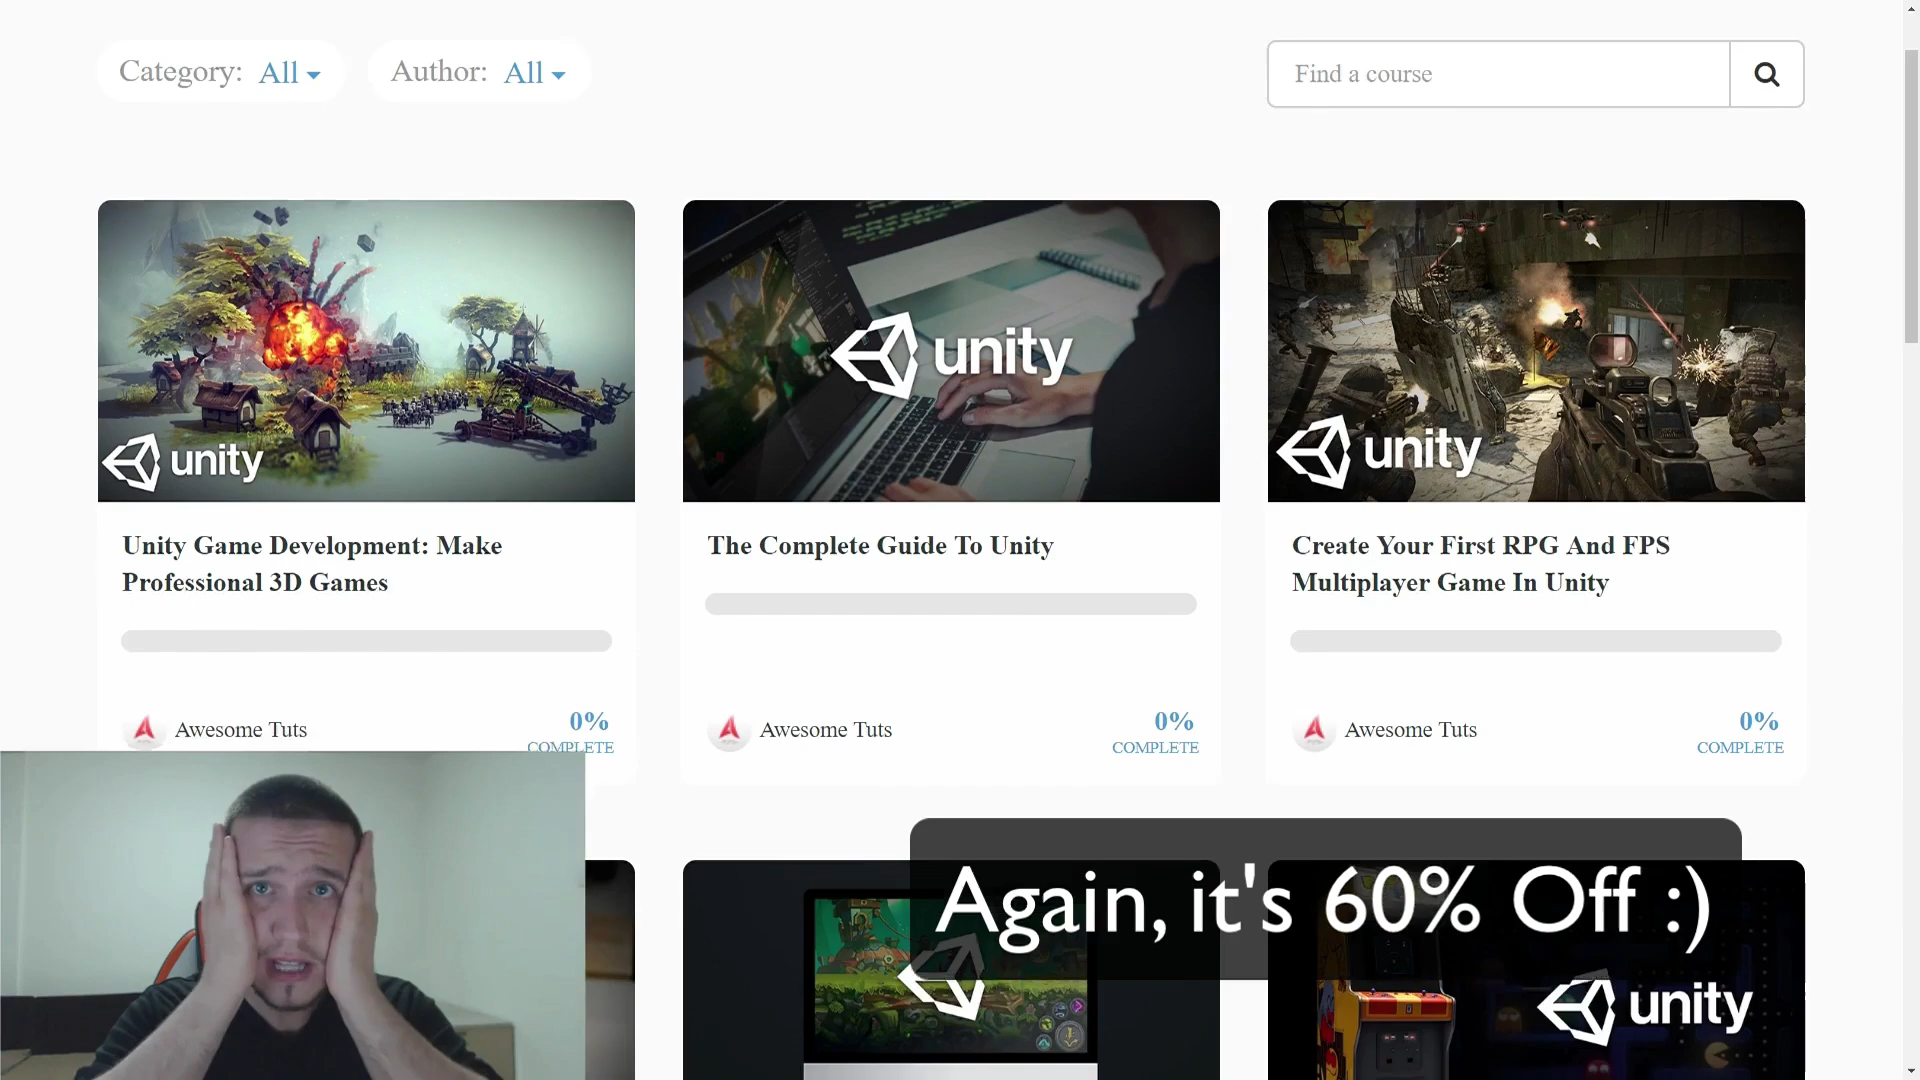 Category: All
Author: All
Find a course
unity
unity
unity
Unity Game Development: Make
Professional 3D Games
The Complete Guide To Unity
Create Your First RPG And FPS
Multiplayer Game In Unity
Awesome Tuts
0%
COMPLETE
Awesome Tuts
0%
COMPLETE
Awesome Tuts
0%
COMPLETE
Again, it's 60% Off :)
unity